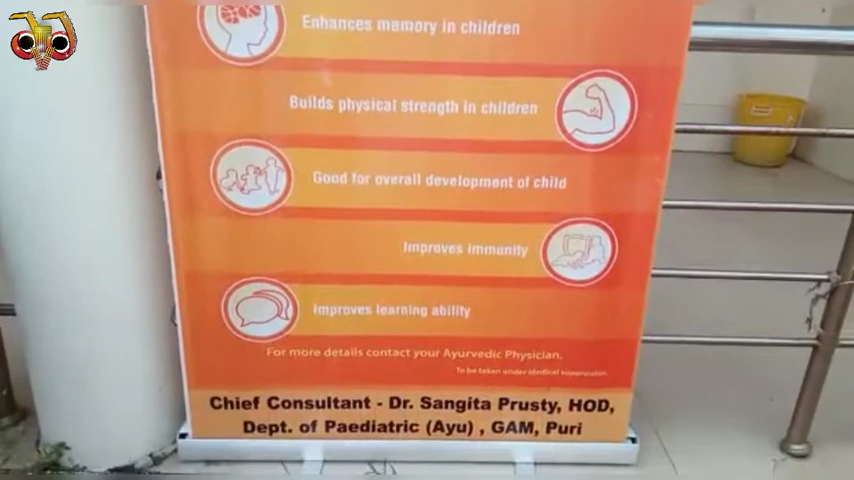 Enhances memory in children
Builds physical strength in children
Good for overall development of child
Improves immunity
Improves learning ability
For more details contact your Ayurvedic Physician.
To be taken under Medical supervision.
Chief Consultant - Dr. Sangita Prusty, HOD,
Dept. of Paediatric (Ayu) , GAM, Puri